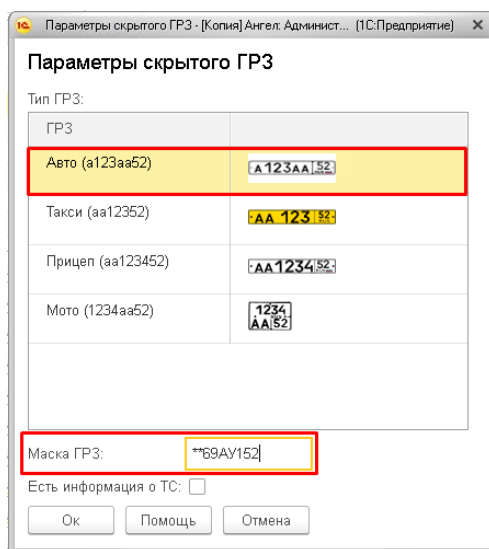 Параметры скрытого ГРЗ - [Копия] Ангел: Админист... (1С:Предприятие)
Параметры скрытого ГРЗ
Тип ГРЗ:
ГРЗ
Авто (а123аа52) А123АА 52
Такси (аа12352) АА 123 52
Прицеп (аа123452) АА1234 52
Мото (1234аа52) 1234
АА 52
Маска ГРЗ: **69АУ152
Есть информация о ТС:
Ок Помощь Отмена